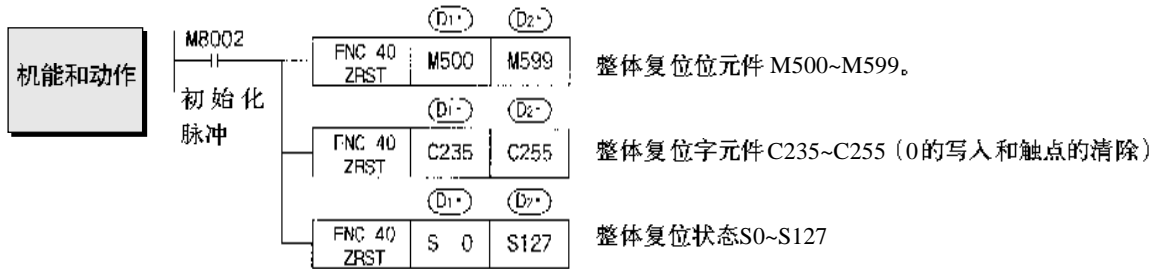 机能和动作
M8002
初始化
脉冲
D1· D2·
FNC 40
ZRST
M500 M599
整体复位位元件 M500~M599。
D1· D2·
FNC 40
ZRST
C235 C255
整体复位字元件C235~C255（0的写入和触点的清除）
D1· D2·
FNC 40
ZRST
S 0 S127
整体复位状态S0~S127